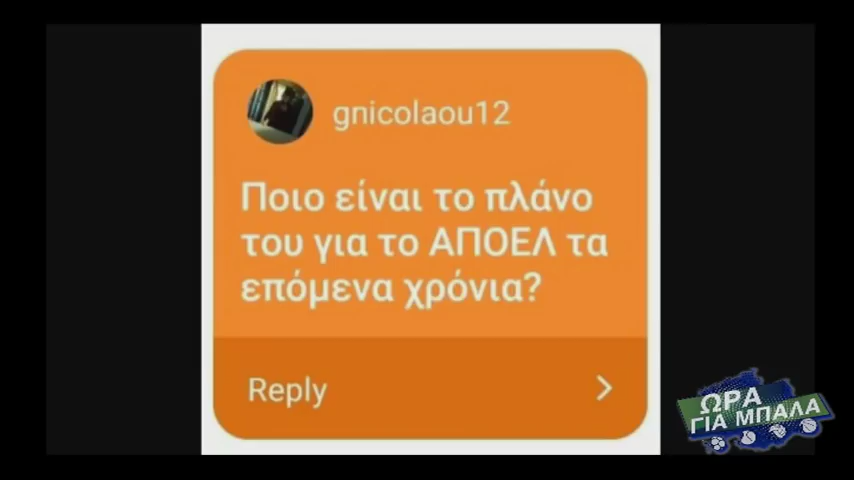 gnicolaou12
Ποιο είναι το πλάνο
του για το ΑΠΟΕΛ τα
επόμενα χρόνια?
Reply
ΩΡΑ
ΓΙΑ ΜΠΑΛΑ